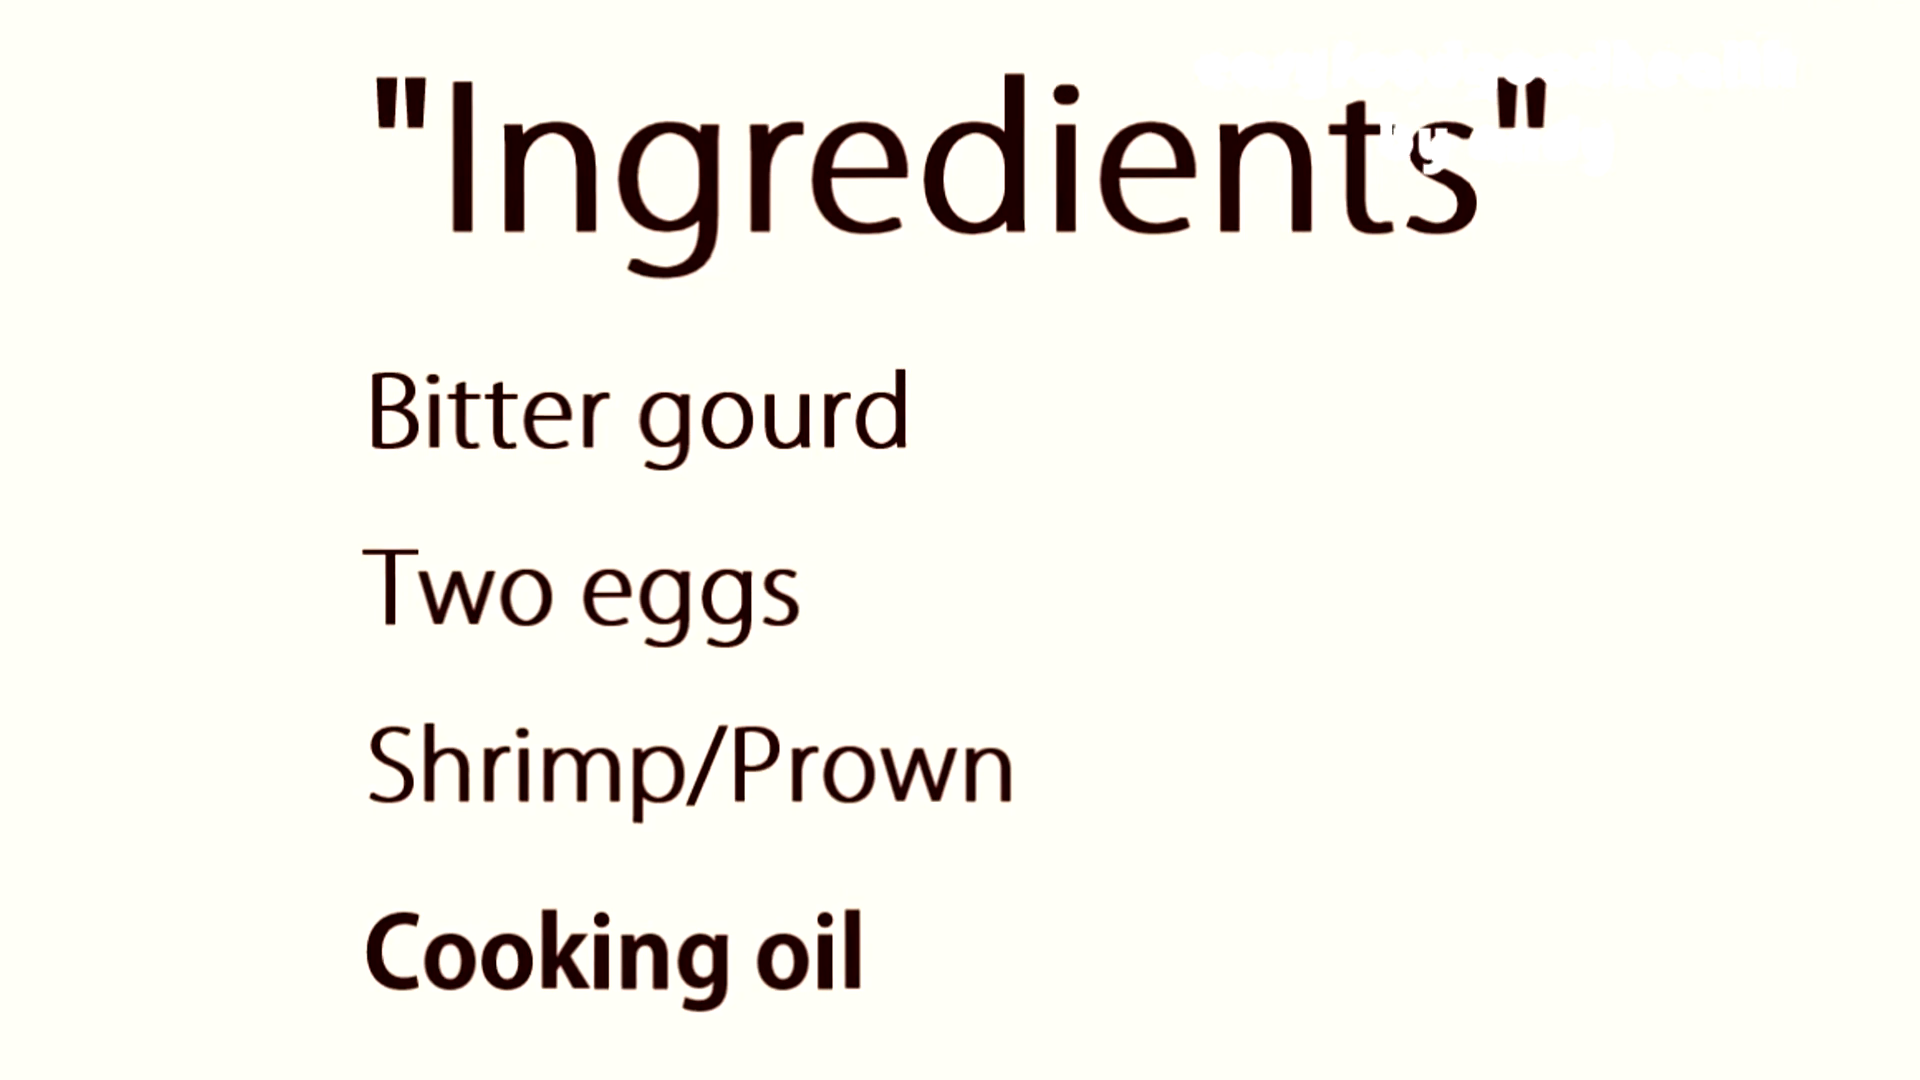 "Ingredients"
Bitter gourd
Two eggs
Shrimp/Prown
Cooking oil